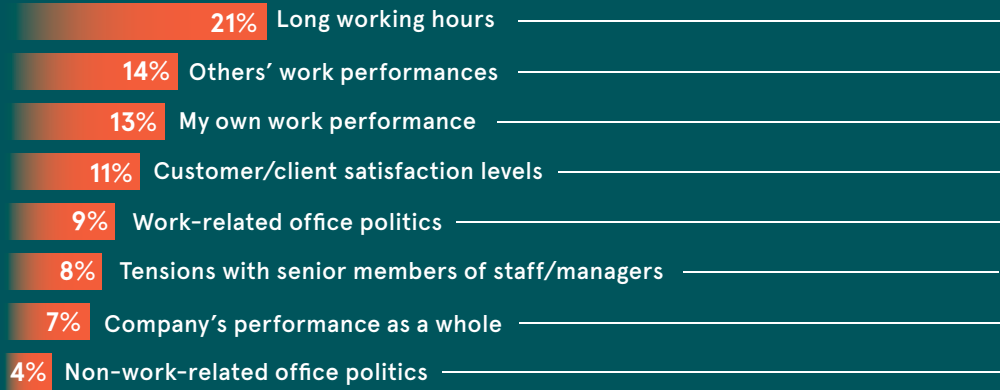 21% Long working hours
14% Others’ work performances
13% My own work performance
11% Customer/client satisfaction levels
9% Work-related office politics
8% Tensions with senior members of staff/managers
7% Company’s performance as a whole
4% Non-work-related office politics